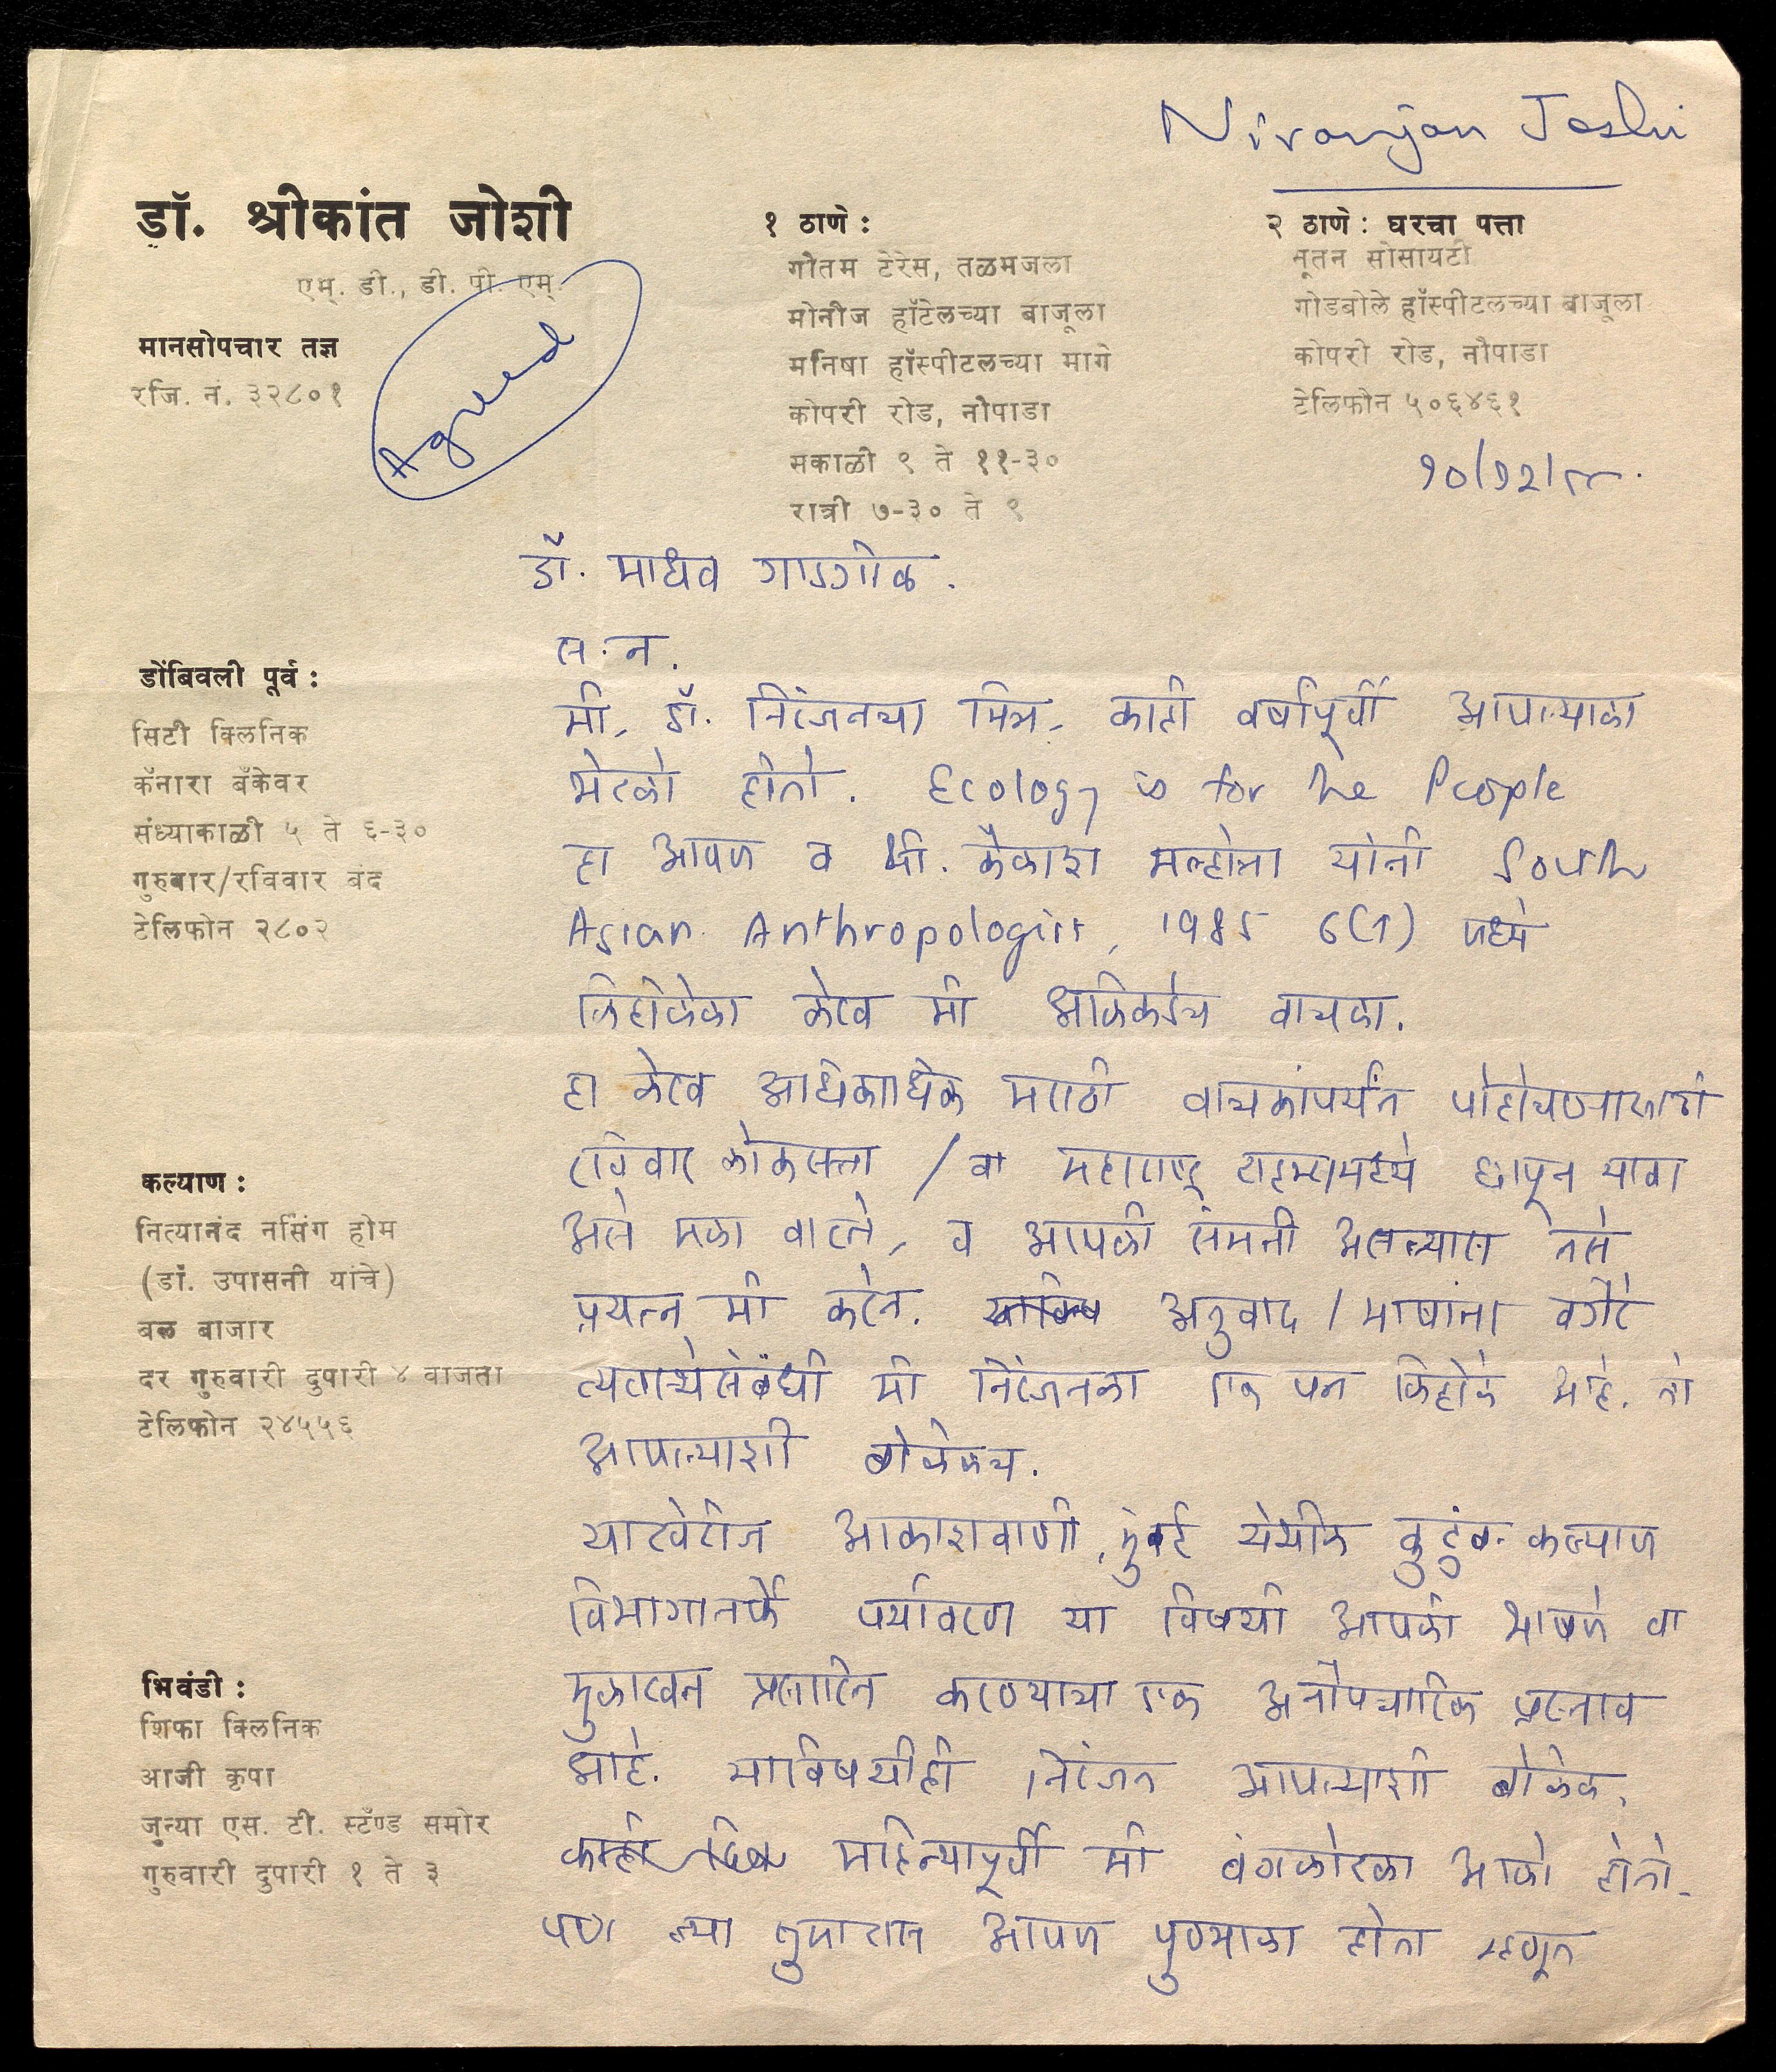 Niranjan Joshi
डॉ. श्रीकांत जोशी
एम्. डी., डी. पी. एम्.
मानसोपचार तज्ञ
रजि. नं. ३२८०१
Agreed
१ ठाणे :
गौतम टेरेस, तळमजला
मोनीज हॉटेलच्या बाजूला
मनिषा हॉस्पीटलच्या मागे
कोपरी रोड, नौपाडा
सकाळी ९ ते ११-३०
रात्री ७-३० ते ९
२ ठाणे : घरचा पत्ता
नूतन सोसायटी
गोडबोले हॉस्पीटलच्या बाजूला
कोपरी रोड, नौपाडा
टेलिफोन ५०६४६१
१०/१२/८८.
डोंबिवली पूर्व :
सिटी क्लिनिक
कॅनारा बँकेवर
संध्याकाळी ५ ते ६-३०
गुरुवार/रविवार बंद
टेलिफोन २८०२
कल्याण :
नित्यानंद नर्सिंग होम
(डॉ. उपासनी यांचे)
बळ बाजार
दर गुरुवारी दुपारी ४ वाजता
टेलिफोन २४५५६
भिवंडी :
शिफा क्लिनिक
आजी कृपा
जुन्या एस. टी. स्टॅण्ड समोर
गुरुवारी दुपारी १ ते ३
डॉ. माधव गाडगीळ.
स. न.
मी, डॉ. निरंजनचा मित्र, काही वर्षांपूर्वी आपल्याला
भेटलो होतो. Ecology is for the People
हा आपण व श्री. कैलाश मल्होत्रा यांनी South
Asian Anthropologist, 1985 6(1) मध्ये
लिहीलेला लेख मी अलिकडेच वाचला.
हा लेख अधिकाधिक मराठी वाचकांपर्यंत पोहोचण्यासाठी
रविवार लोकसत्ता / वा महाराष्ट्र टाइम्समध्ये छापून यावा
असे मला वाटते, व आपली संमती असल्यास तसे
प्रयत्न मी करेन. अनुवाद / भाषांतर वगैरे
त्याचेसंबंधी मी निरंजनला एक पत्र लिहीले आहे. तो
आपल्याशी बोलेलच.
याखेरीज आकाशवाणी, मुंबई येथील कुटुंब-कल्याण
विभागातर्फे पर्यावरण या विषयी आपली भाषणे वा
मुलाखत प्रसारित करण्याचा एक अनौपचारिक प्रस्ताव
आहे. याविषयीही निरंजन आपल्याशी बोलेल.
महिन्यापूर्वी मी बंगलोरला आलो होतो.
पण त्या सुमारास आपण पुण्याला होता म्हणून